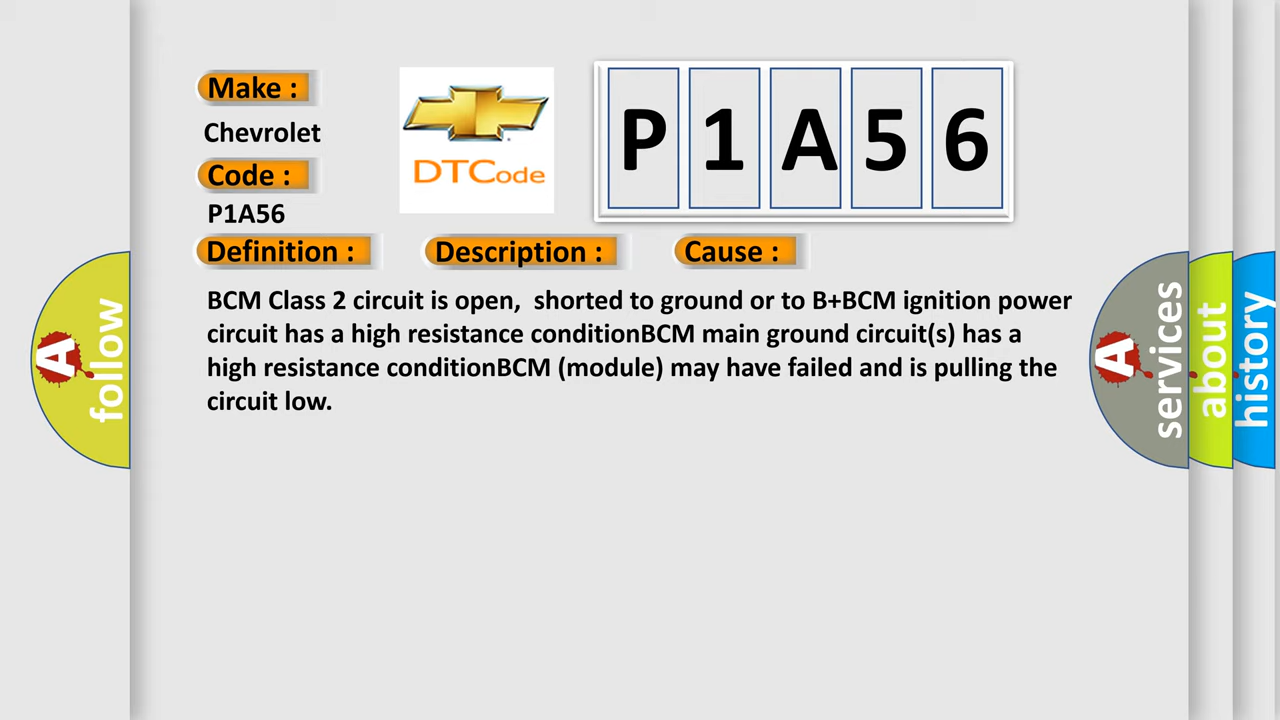 Make :
Chevrolet
Code :
P1A56
DTCode
P 1 A 5 6
Definition :
Description :
Cause :
BCM Class 2 circuit is open,  shorted to ground or to B+BCM ignition power
circuit has a high resistance conditionBCM main ground circuit(s) has a
high resistance conditionBCM (module) may have failed and is pulling the
circuit low.
A follow
A services
about
history